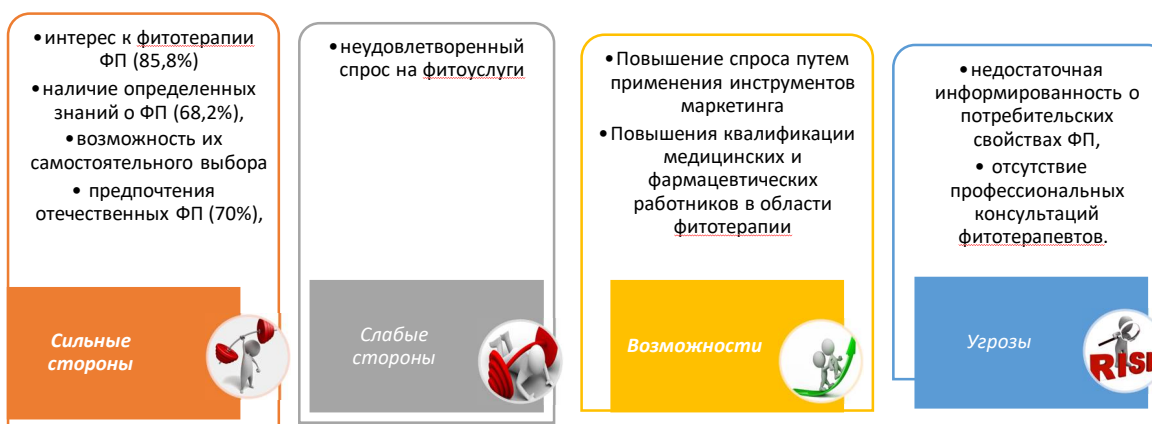 •интерес к фитотерапии
ФП (85,8%)
•наличие определенных
знаний о ФП (68,2%),
•возможность их
самостоятельного выбора
• предпочтения
отечественных ФП (70%),
Сильные
стороны
•неудовлетворенный
спрос на фитоуслуги
Слабые
стороны
•Повышение спроса путем
применения инструментов
маркетинга
•Повышения квалификации
медицинских и
фармацевтических
работников в области
фитотерапии
Возможности
•недостаточная
информированность о
потребительских
свойствах ФП,
• отсутствие
профессиональных
консультаций
фитотерапевтов.
Угрозы
RISK